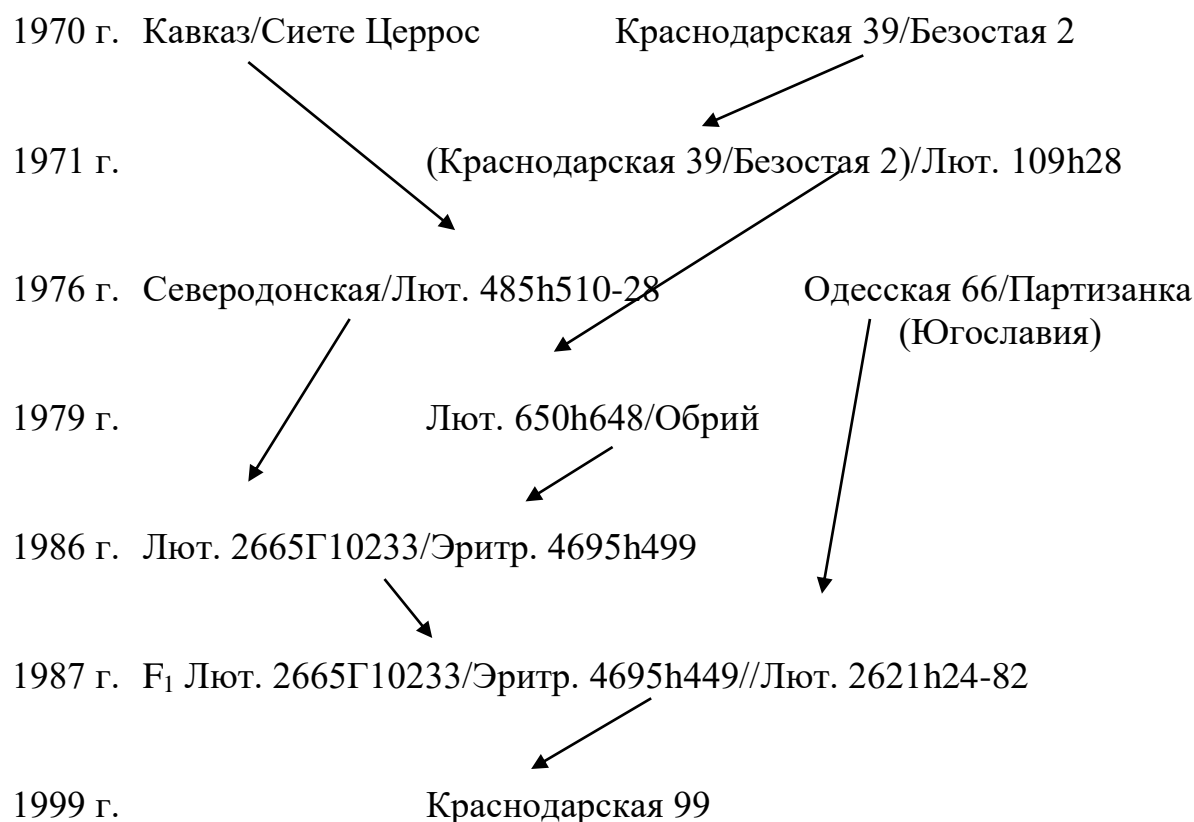 1970 г. Кавказ/Сиете Церрос Краснодарская 39/Безостая 2
1971 г. (Краснодарская 39/Безостая 2)/Лют. 109h28
1976 г. Северодонская/Лют. 485h510-28 Одесская 66/Партизанка
(Югославия)
1979 г. Лют. 650h648/Обрий
1986 г. Лют. 2665Г10233/Эритр. 4695h499
1987 г. F₁ Лют. 2665Г10233/Эритр. 4695h449//Лют. 2621h24-82
1999 г. Краснодарская 99